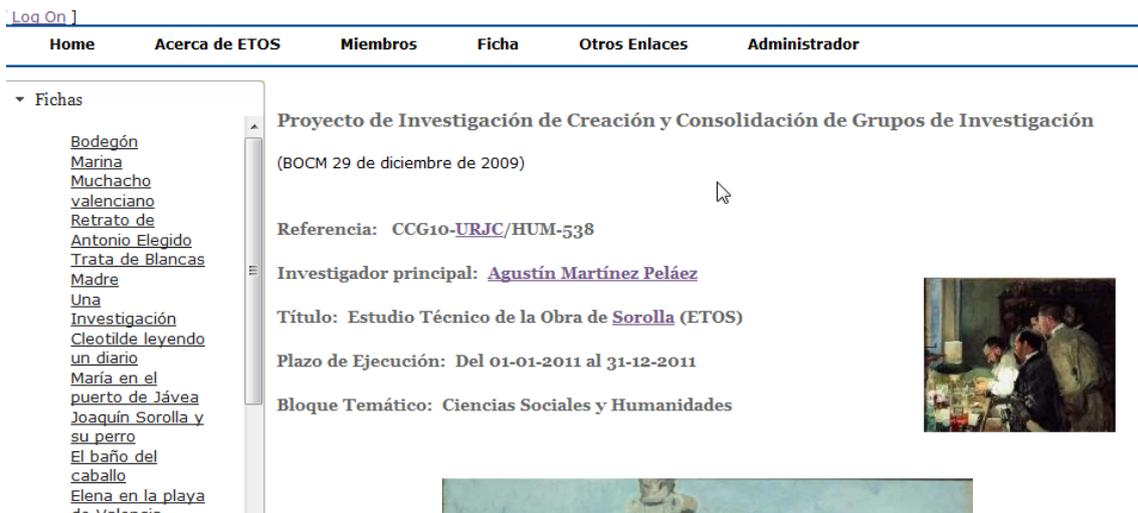 Log On ]
Home Acerca de ETOS Miembros Ficha Otros Enlaces Administrador
Fichas
Bodegón
Marina
Muchacho
valenciano
Retrato de
Antonio Elegido
Trata de Blancas
Madre
Una
Investigación
Cleotilde leyendo
un diario
María en el
puerto de Jávea
Joaquín Sorolla y
su perro
El baño del
caballo
Elena en la playa
de Valencia
Proyecto de Investigación de Creación y Consolidación de Grupos de Investigación
(BOCM 29 de diciembre de 2009)
Referencia: CCG10-URJC/HUM-538
Investigador principal: Agustín Martínez Peláez
Título: Estudio Técnico de la Obra de Sorolla (ETOS)
Plazo de Ejecución: Del 01-01-2011 al 31-12-2011
Bloque Temático: Ciencias Sociales y Humanidades